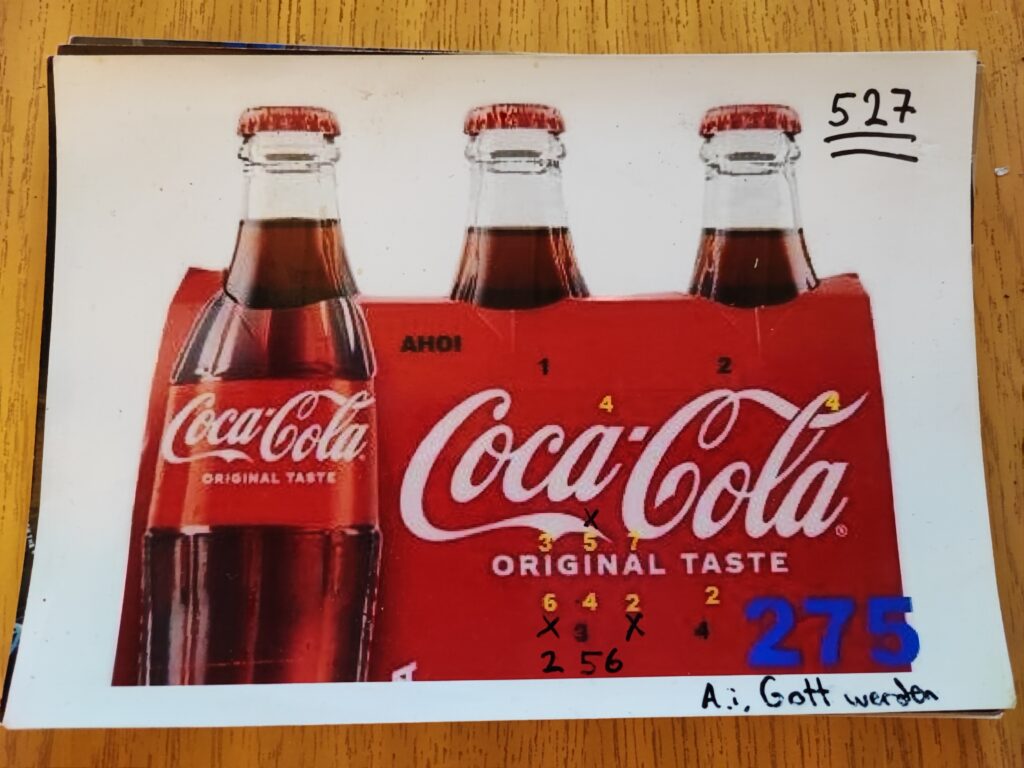 527
AHOI
1 2
4 4
Coca-Cola
Coca-Cola®
ORIGINAL TASTE
X
3 5 7
ORIGINAL TASTE
6 4 2 2
X 3 X 4
275
2 56
A
A.i. Gott werden